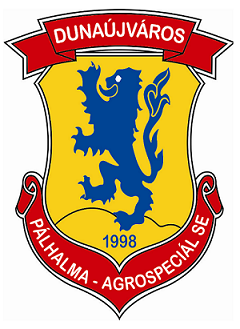 DUNAÚJVÁROS
1998
PÁLHALMA - AGROSPECIÁL SE